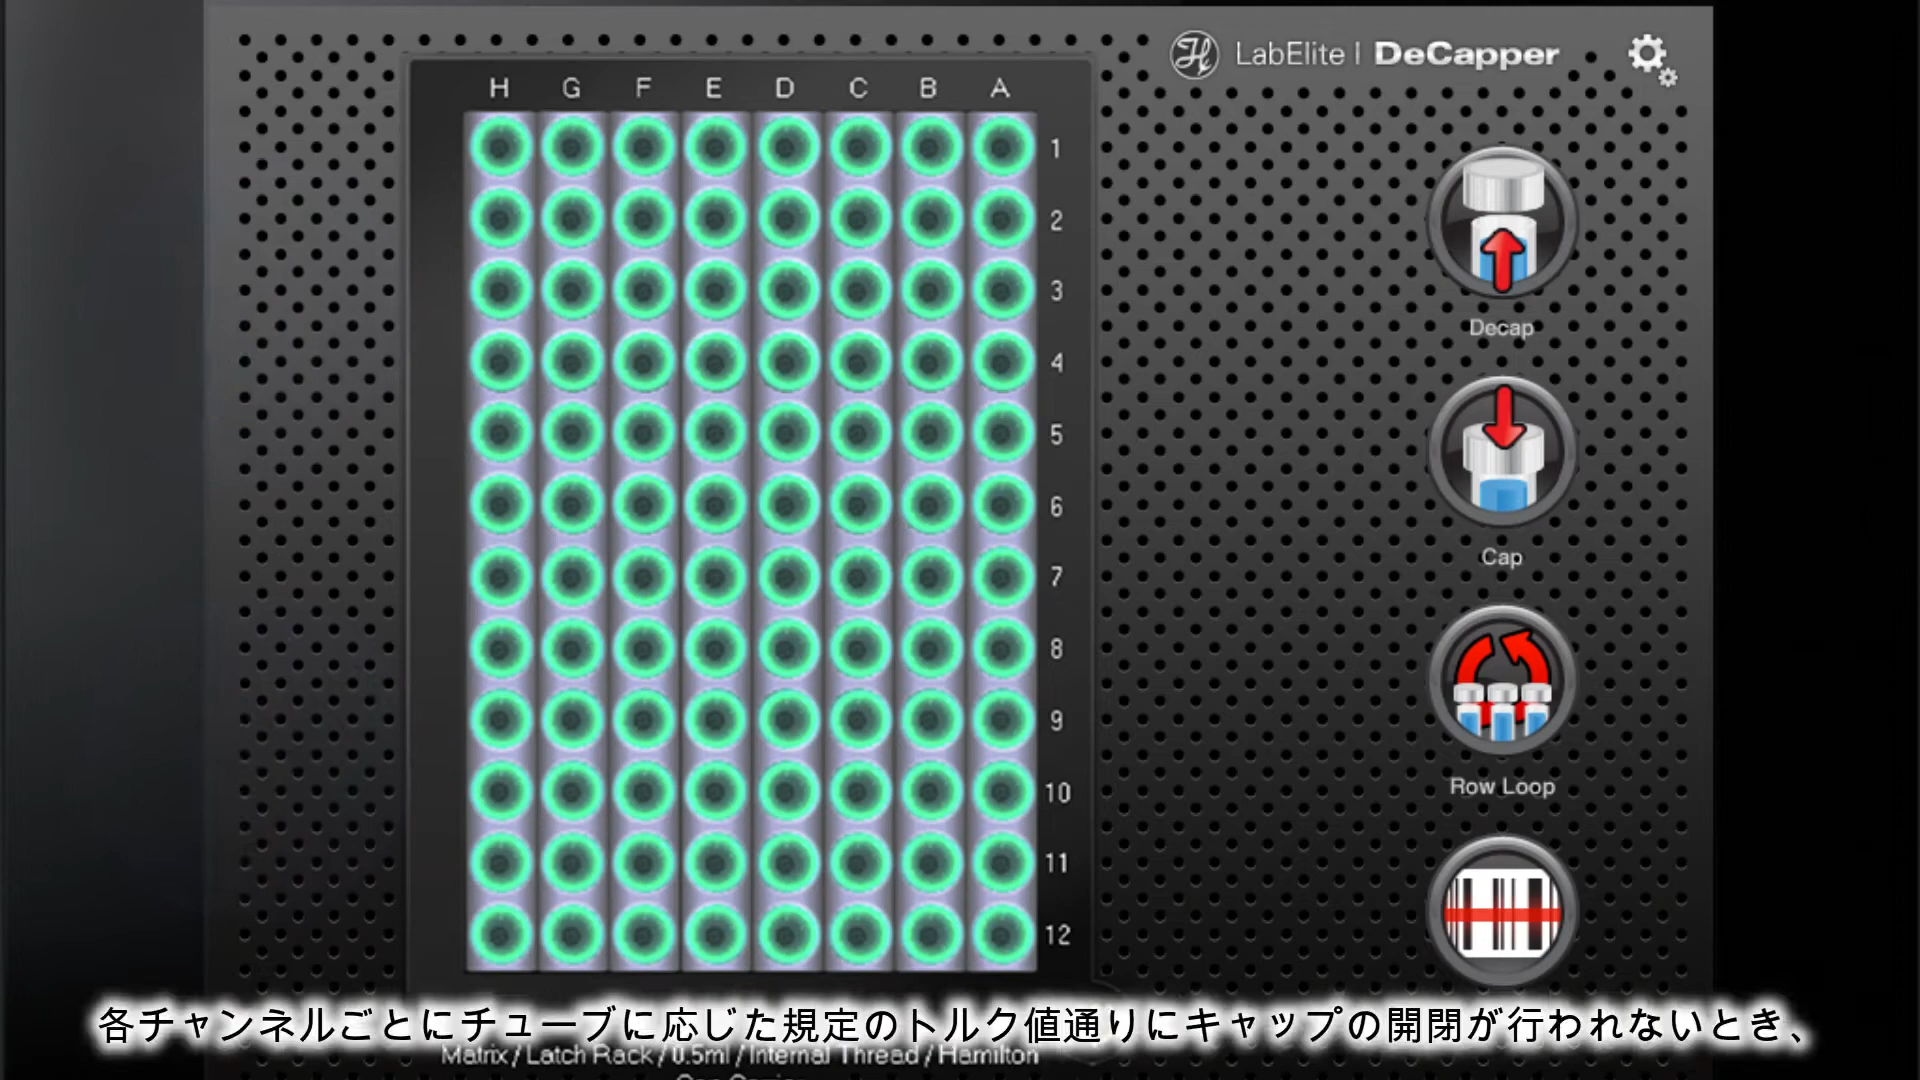 LabElite | DeCapper
H G F E D C B A
1
2
3
4
5
6
7
8
9
10
11
12
Decap
Cap
Row Loop
各チャンネルごとにチューブに応じた規定のトルク値通りにキャップの開閉が行われないとき、
Matrix / Latch Rack / 0.5ml / Internal Thread / Hamilton